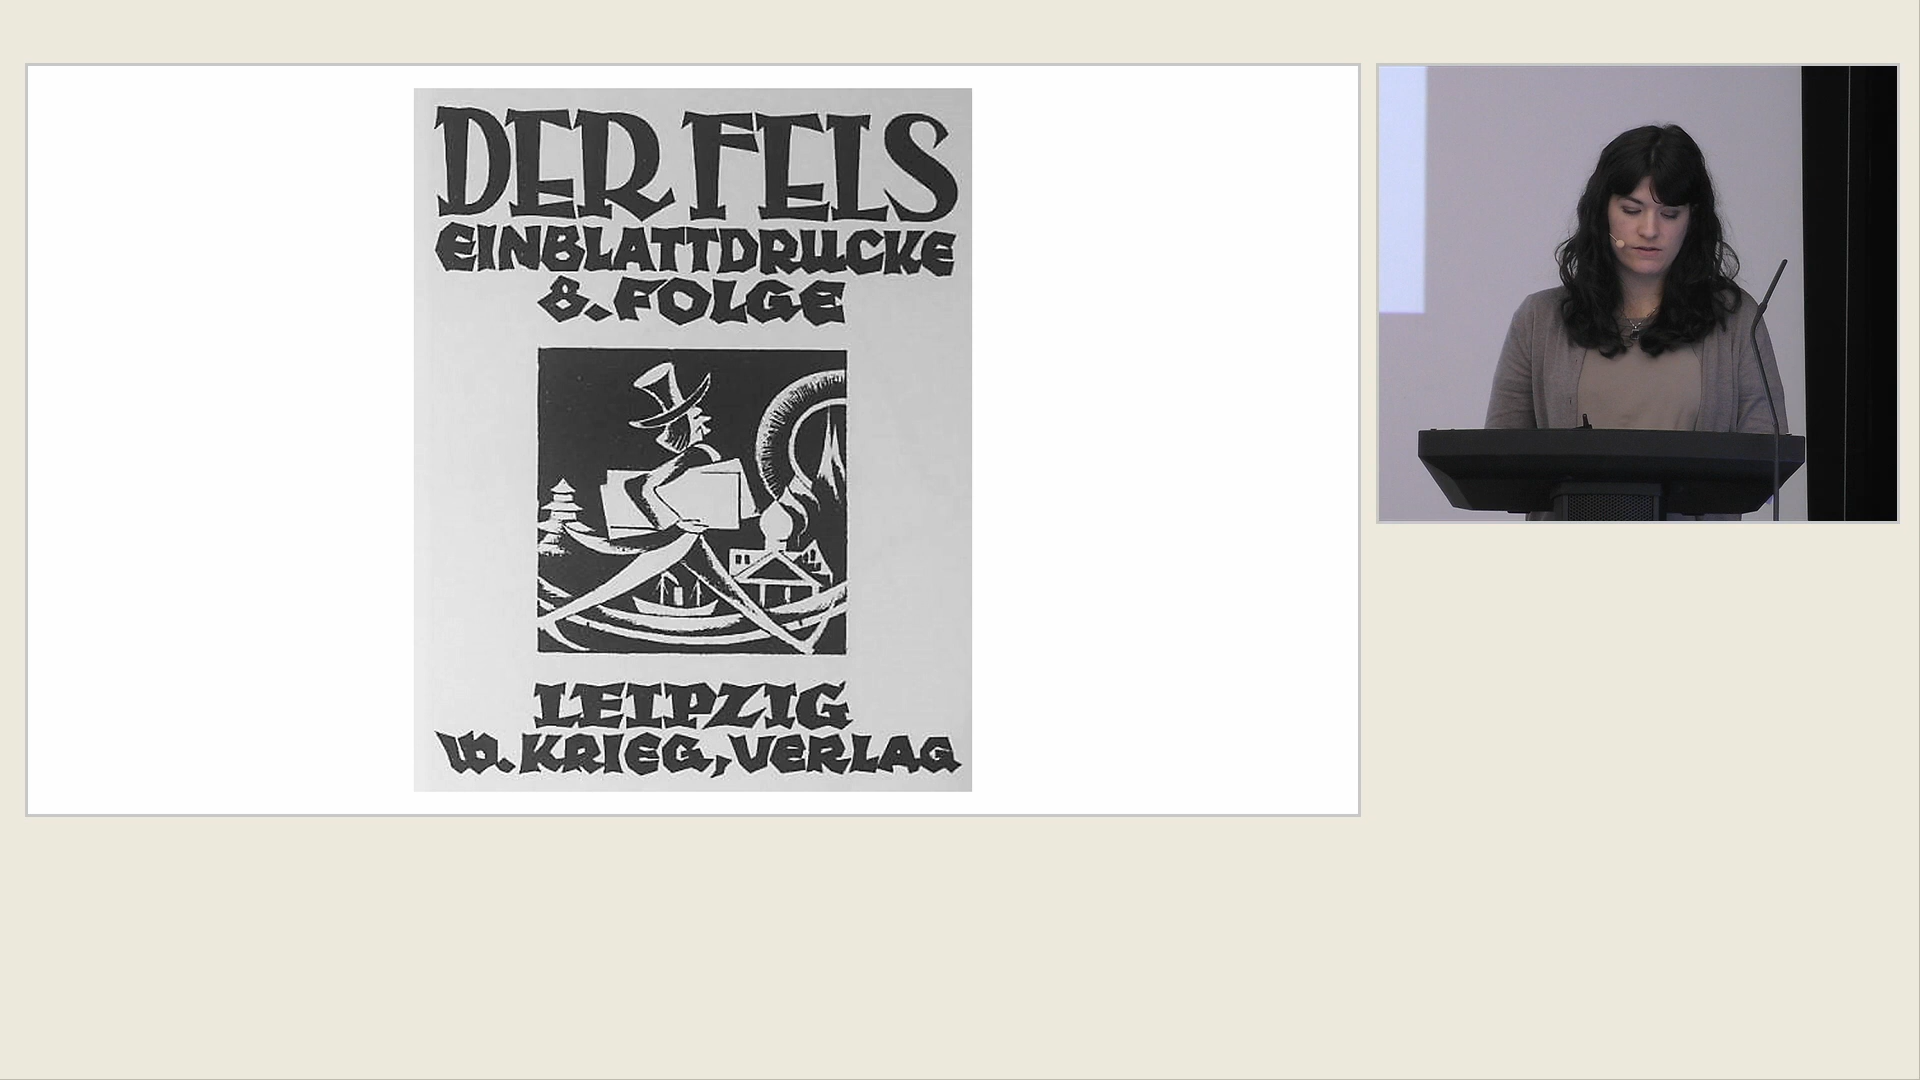 DER FELS
EINBLATTDRUCKE
8. FOLGE
LEIPZIG
W. KRIEG, VERLAG